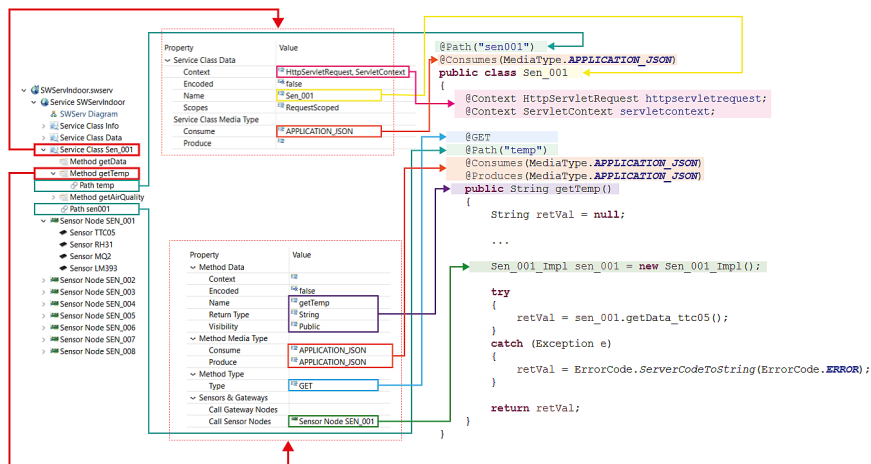 SWServIndoor.swserv
Service SWServIndoor
SWServ Diagram
Service Class Info
Service Class Data
Service Class Sen_001
Method getData
Method getTemp
Path temp
Method getAirQuality
Path sen001
Sensor Node SEN_001
Sensor TTC05
Sensor RH31
Sensor MQ2
Sensor LM393
Sensor Node SEN_002
Sensor Node SEN_003
Sensor Node SEN_004
Sensor Node SEN_005
Sensor Node SEN_006
Sensor Node SEN_007
Sensor Node SEN_008
Property Value
Service Class Data
Context HttpServletRequest, ServletContext
Encoded false
Name Sen_001
Scopes RequestScoped
Service Class Media Type
Consume APPLICATION_JSON
Produce
Property Value
Method Data
Context
Encoded false
Name getTemp
Return Type String
Visibility Public
Method Media Type
Consume APPLICATION_JSON
Produce APPLICATION_JSON
Method Type
Type GET
Sensors & Gateways
Call Gateway Nodes
Call Sensor Nodes Sensor Node SEN_001
@Path("sen001")
@Consumes(MediaType.APPLICATION_JSON)
public class Sen_001
{
@Context HttpServletRequest httpservletrequest;
@Context ServletContext servletcontext;
@GET
@Path("temp")
@Consumes(MediaType.APPLICATION_JSON)
@Produces(MediaType.APPLICATION_JSON)
public String getTemp()
{
String retVal = null;
...
Sen_001_Impl sen_001 = new Sen_001_Impl();
try
{
retVal = sen_001.getData_ttc05();
}
catch (Exception e)
{
retVal = ErrorCode.ServerCodeToString(ErrorCode.ERROR);
}
return retVal;
}
}